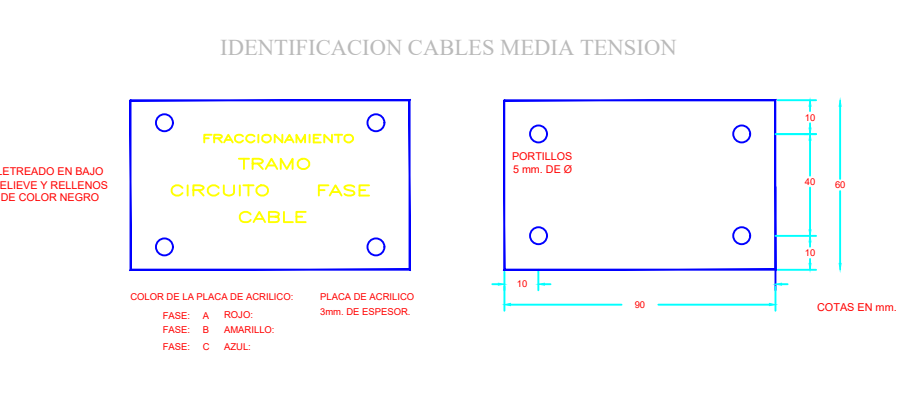 IDENTIFICACION CABLES MEDIA TENSION
LETREADO EN BAJO
ELIEVE Y RELLENOS
DE COLOR NEGRO
FRACCIONAMIENTO
TRAMO
CIRCUITO FASE
CABLE
COLOR DE LA PLACA DE ACRILICO:
FASE: A ROJO:
FASE: B AMARILLO:
FASE: C AZUL:
PLACA DE ACRILICO
3mm. DE ESPESOR.
PORTILLOS
5 mm. DE Ø
10
40
60
10
10
90
COTAS EN mm.